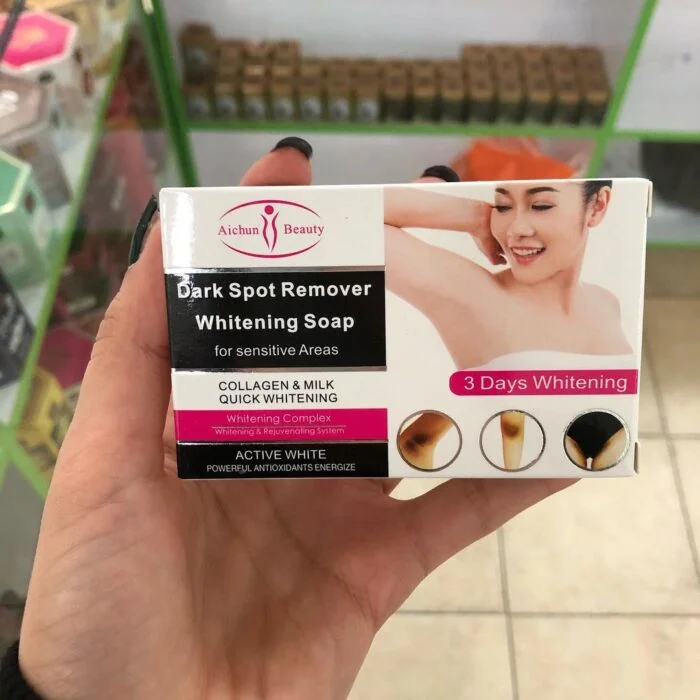 Aichun Beauty
Dark Spot Remover
Whitening Soap
for sensitive Areas
COLLAGEN & MILK
QUICK WHITENING
Whitening Complex
Whitening & Rejuvenating System
ACTIVE WHITE
POWERFUL ANTIOXIDANTS ENERGIZE
3 Days Whitening